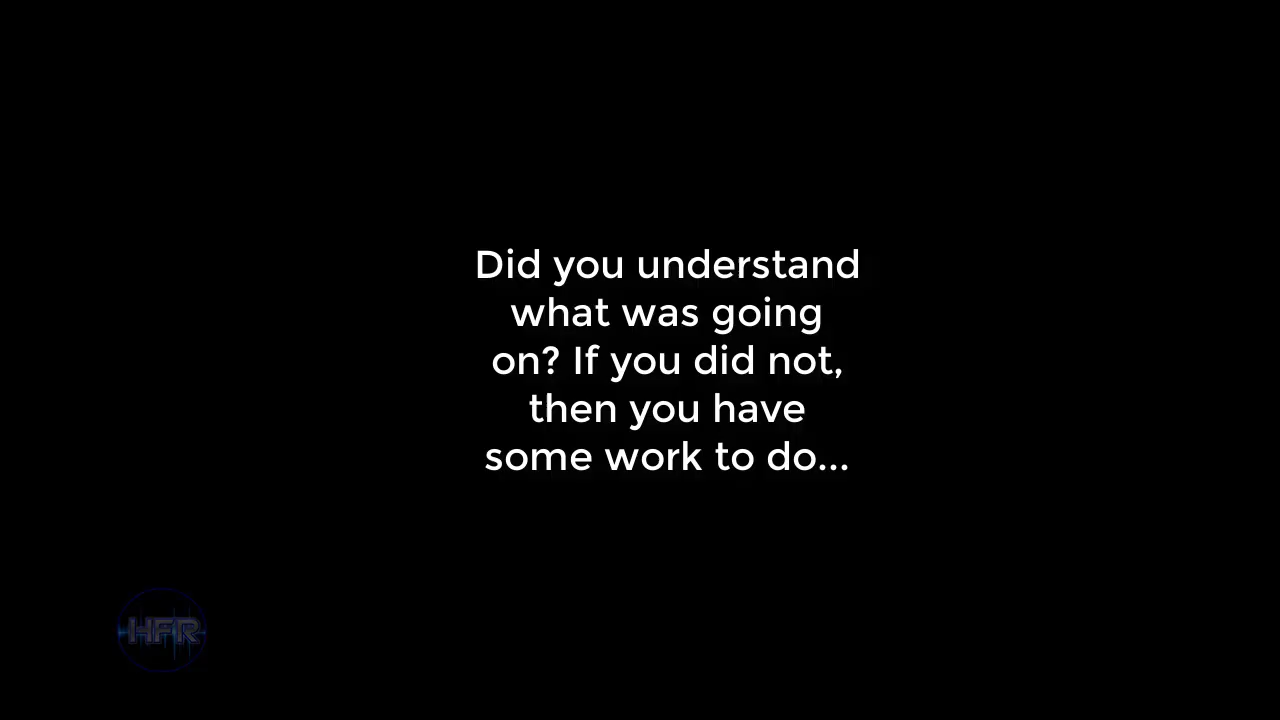 Did you understand
what was going
on? If you did not,
then you have
some work to do...
HFR